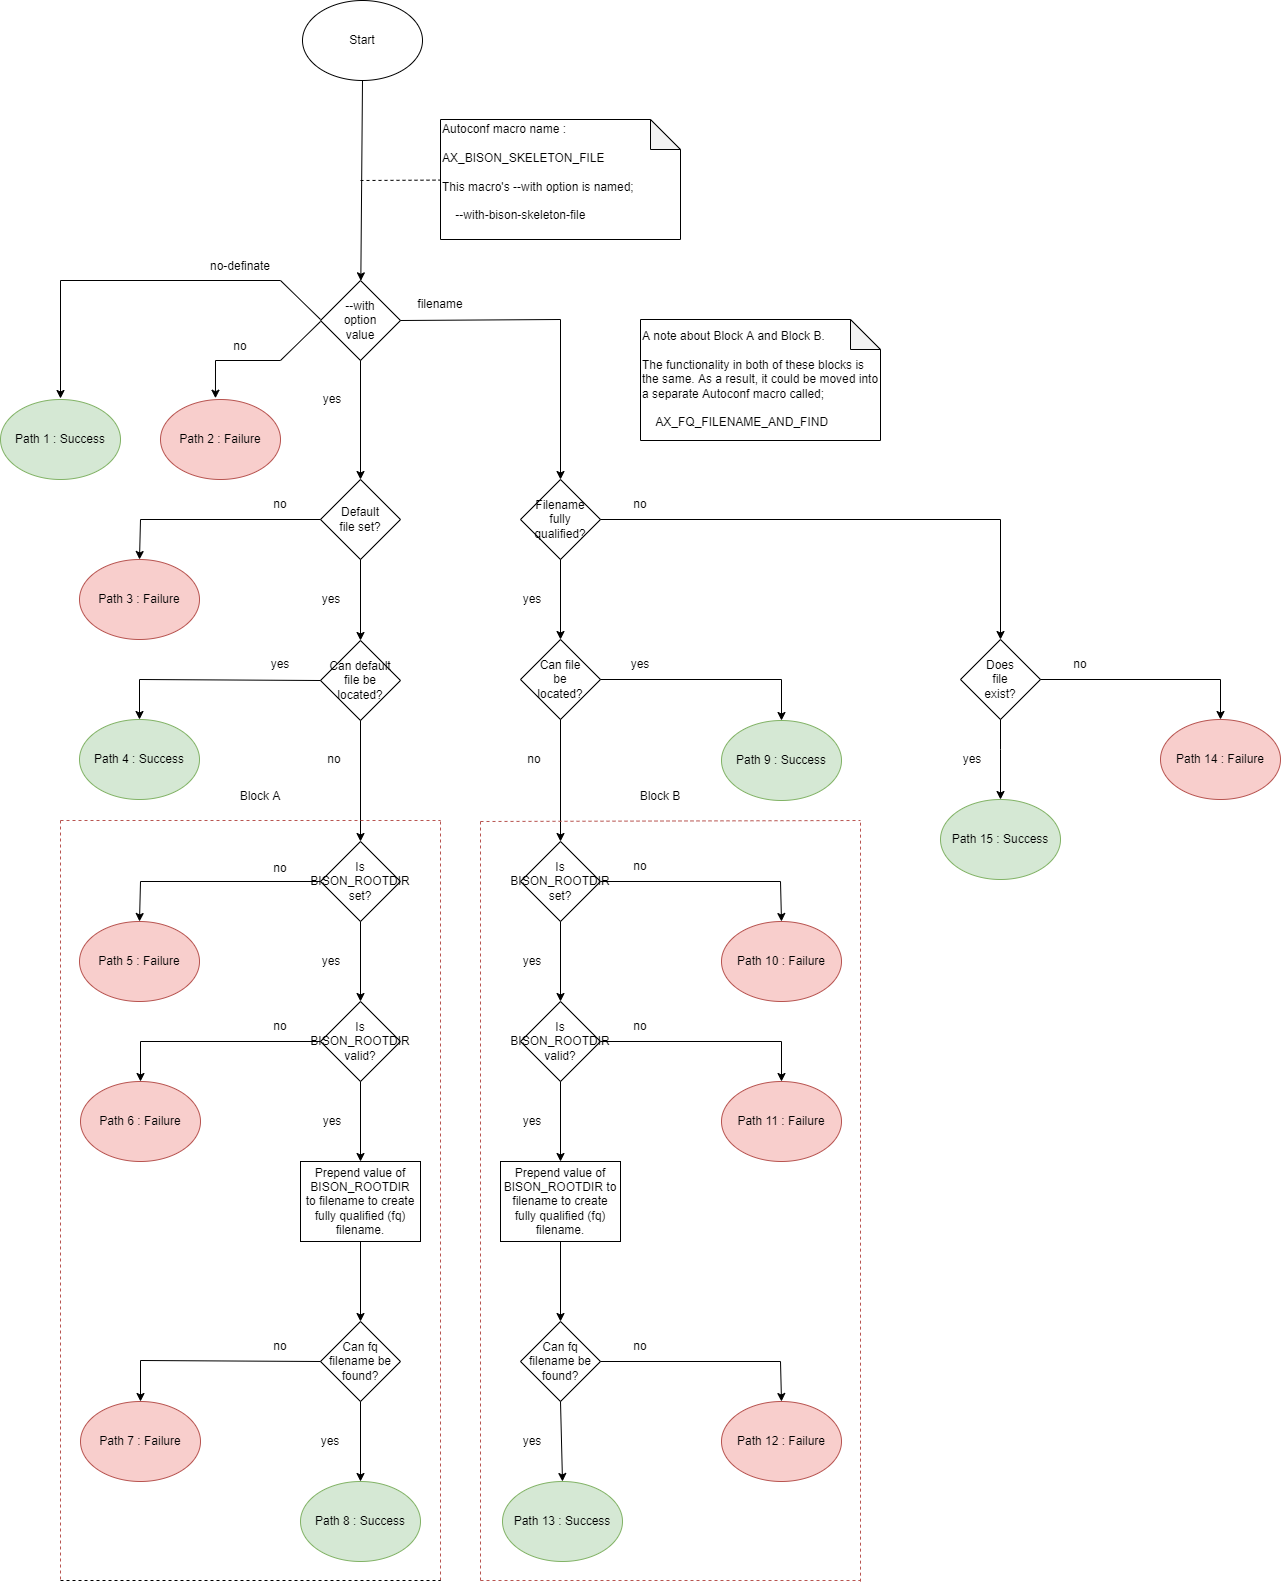 Start
Autoconf macro name :
AX_BISON_SKELETON_FILE
This macro's --with option is named;
--with-bison-skeleton-file
no-definate
--with
option
value
filename
no
yes
A note about Block A and Block B.
The functionality in both of these blocks is
the same. As a result, it could be moved into
a separate Autoconf macro called;
AX_FQ_FILENAME_AND_FIND
Path 1 : Success
Path 2 : Failure
no
Default
file set?
Filename
fully
qualified?
no
Path 3 : Failure
yes
yes
yes
Can default
file be
located?
Can file
be
located?
yes
Does
file
exist?
no
Path 4 : Success
no
no
Path 9 : Success
yes
Path 14 : Failure
Block A
Block B
Path 15 : Success
no
Is
BISON_ROOTDIR
set?
Is
BISON_ROOTDIR
set?
no
Path 5 : Failure
yes
yes
Path 10 : Failure
no
Is
BISON_ROOTDIR
valid?
Is
BISON_ROOTDIR
valid?
no
Path 6 : Failure
yes
yes
Path 11 : Failure
Prepend value of
BISON_ROOTDIR
to filename to create
fully qualified (fq)
filename.
Prepend value of
BISON_ROOTDIR to
filename to create
fully qualified (fq)
filename.
no
Can fq
filename be
found?
Can fq
filename be
found?
no
Path 7 : Failure
yes
yes
Path 12 : Failure
Path 8 : Success
Path 13 : Success